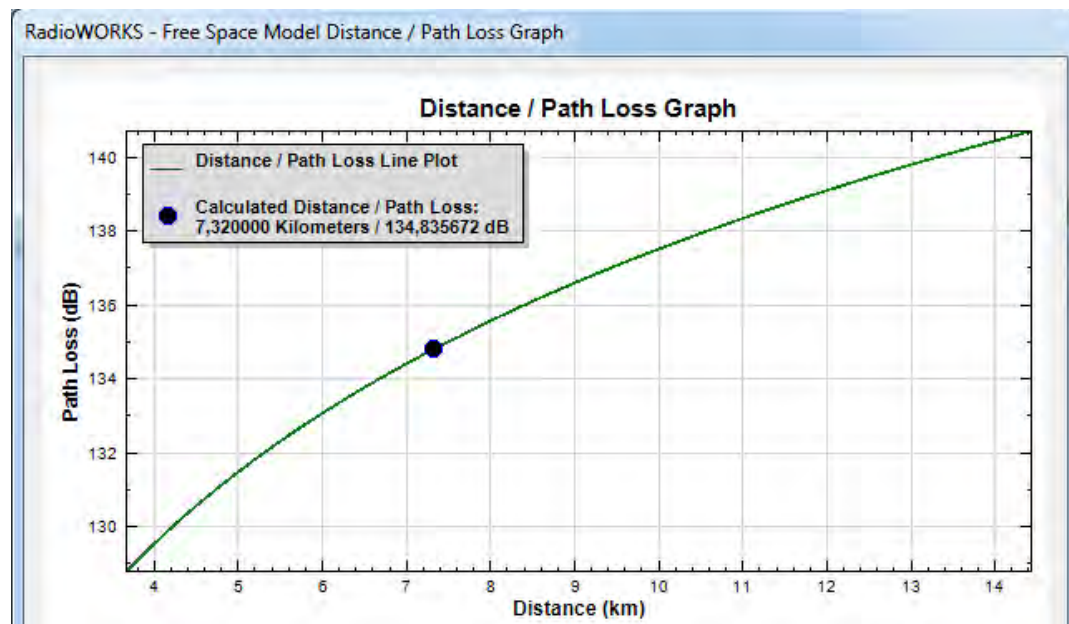 RadioWORKS - Free Space Model Distance / Path Loss Graph
Distance / Path Loss Graph
Distance / Path Loss Line Plot
Calculated Distance / Path Loss:
7,320000 Kilometers / 134,835672 dB
Path Loss (dB)
140
138
136
134
132
130
4 5 6 7 8 9 10 11 12 13 14
Distance (km)